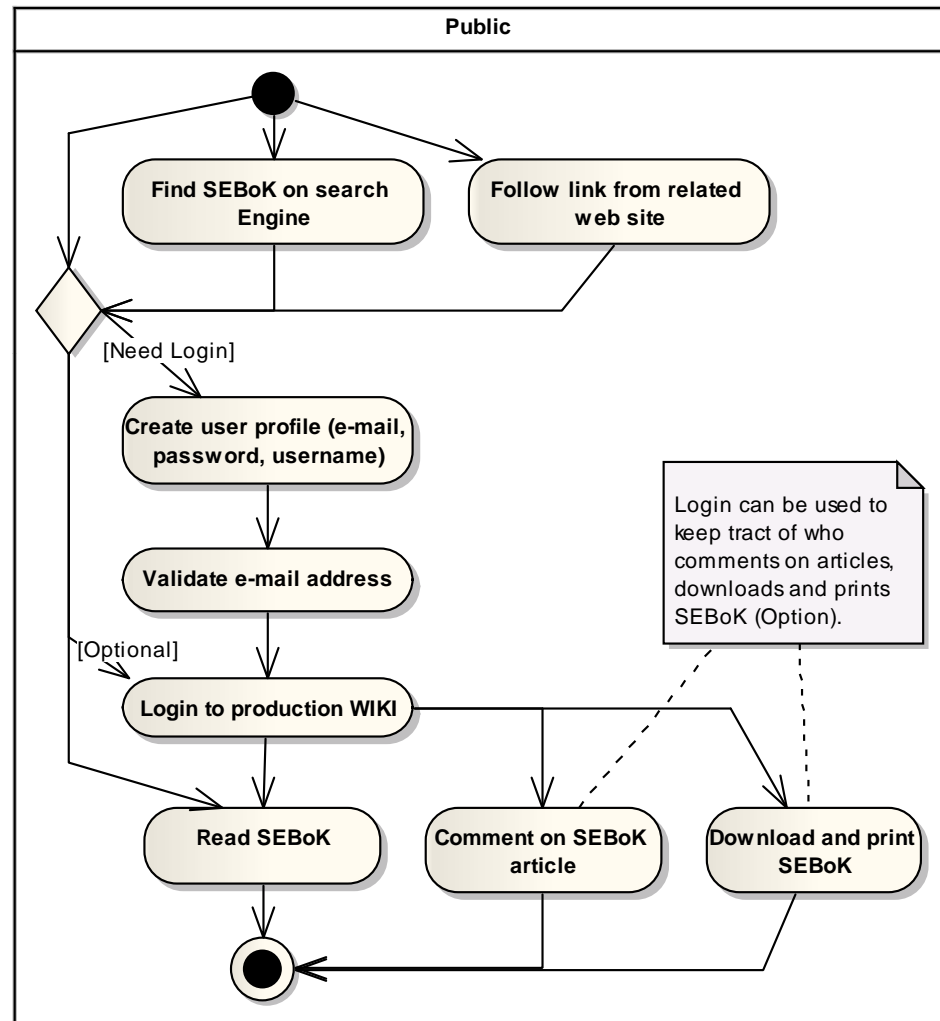 Public
Find SEBoK on search
Engine
Follow link from related
web site
[Need Login]
Create user profile (e-mail,
password, username)
Login can be used to
keep tract of who
comments on articles,
downloads and prints
SEBoK (Option).
Validate e-mail address
[Optional]
Login to production WIKI
Read SEBoK
Comment on SEBoK
article
Download and print
SEBoK